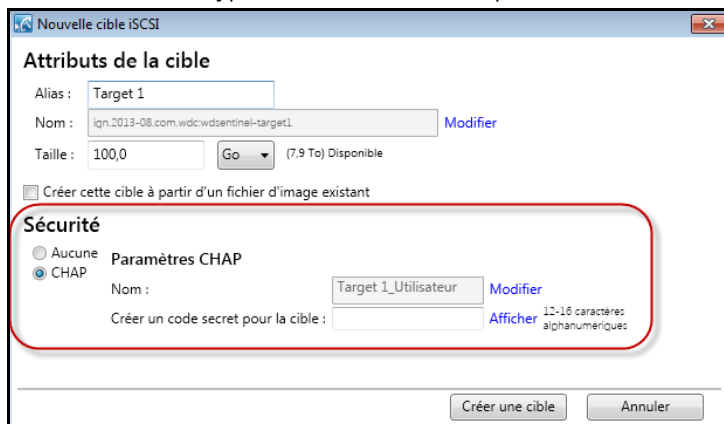 Nouvelle cible iSCSI
Attributs de la cible
Alias : Target 1
Nom : iqn.2013-08.com.wdc:wdsentinel-target1 Modifier
Taille : 100,0 Go (7,9 To) Disponible
Créer cette cible à partir d'un fichier d'image existant
Sécurité
Aucune
CHAP
Paramètres CHAP
Nom : Target 1_Utilisateur Modifier
Créer un code secret pour la cible : Afficher 12-16 caractères alphanumériques
Créer une cible Annuler